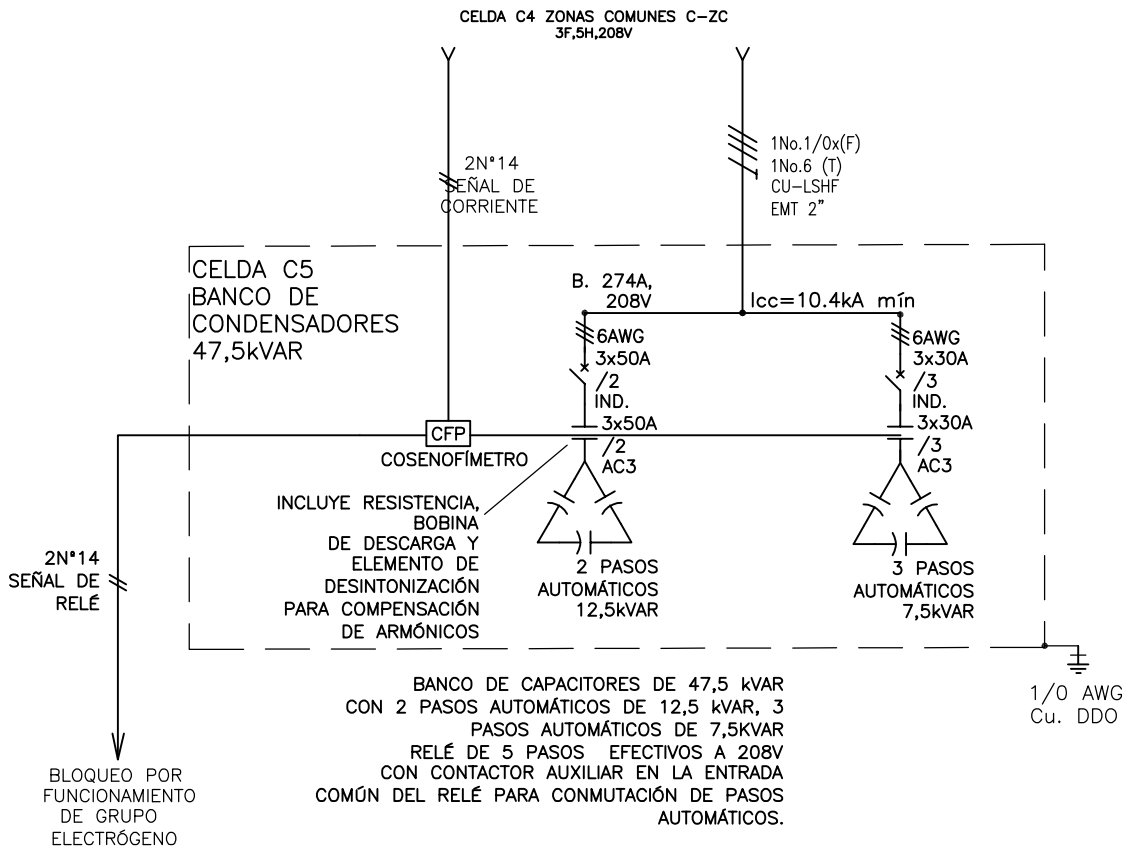 CELDA C4 ZONAS COMUNES C-ZC
3F,5H,208V
2N°14
SEÑAL DE
CORRIENTE
1No.1/0x(F)
1No.6 (T)
CU-LSHF
EMT 2"
CELDA C5
BANCO DE
CONDENSADORES
47,5kVAR
B. 274A,
208V
Icc=10.4kA mín
6AWG
3x50A
/2
IND.
3x50A
/2
AC3
6AWG
3x30A
/3
IND.
3x30A
/3
AC3
CFP
COSENOFÍMETRO
INCLUYE RESISTENCIA,
BOBINA
DE DESCARGA Y
ELEMENTO DE
DESINTONIZACIÓN
PARA COMPENSACIÓN
DE ARMÓNICOS
2 PASOS
AUTOMÁTICOS
12,5kVAR
3 PASOS
AUTOMÁTICOS
7,5kVAR
2N°14
SEÑAL DE
RELÉ
BLOQUEO POR
FUNCIONAMIENTO
DE GRUPO
ELECTRÓGENO
BANCO DE CAPACITORES DE 47,5 kVAR
CON 2 PASOS AUTOMÁTICOS DE 12,5 kVAR, 3
PASOS AUTOMÁTICOS DE 7,5KVAR
RELÉ DE 5 PASOS EFECTIVOS A 208V
CON CONTACTOR AUXILIAR EN LA ENTRADA
COMÚN DEL RELÉ PARA CONMUTACIÓN DE PASOS
AUTOMÁTICOS.
1/0 AWG
Cu. DDO